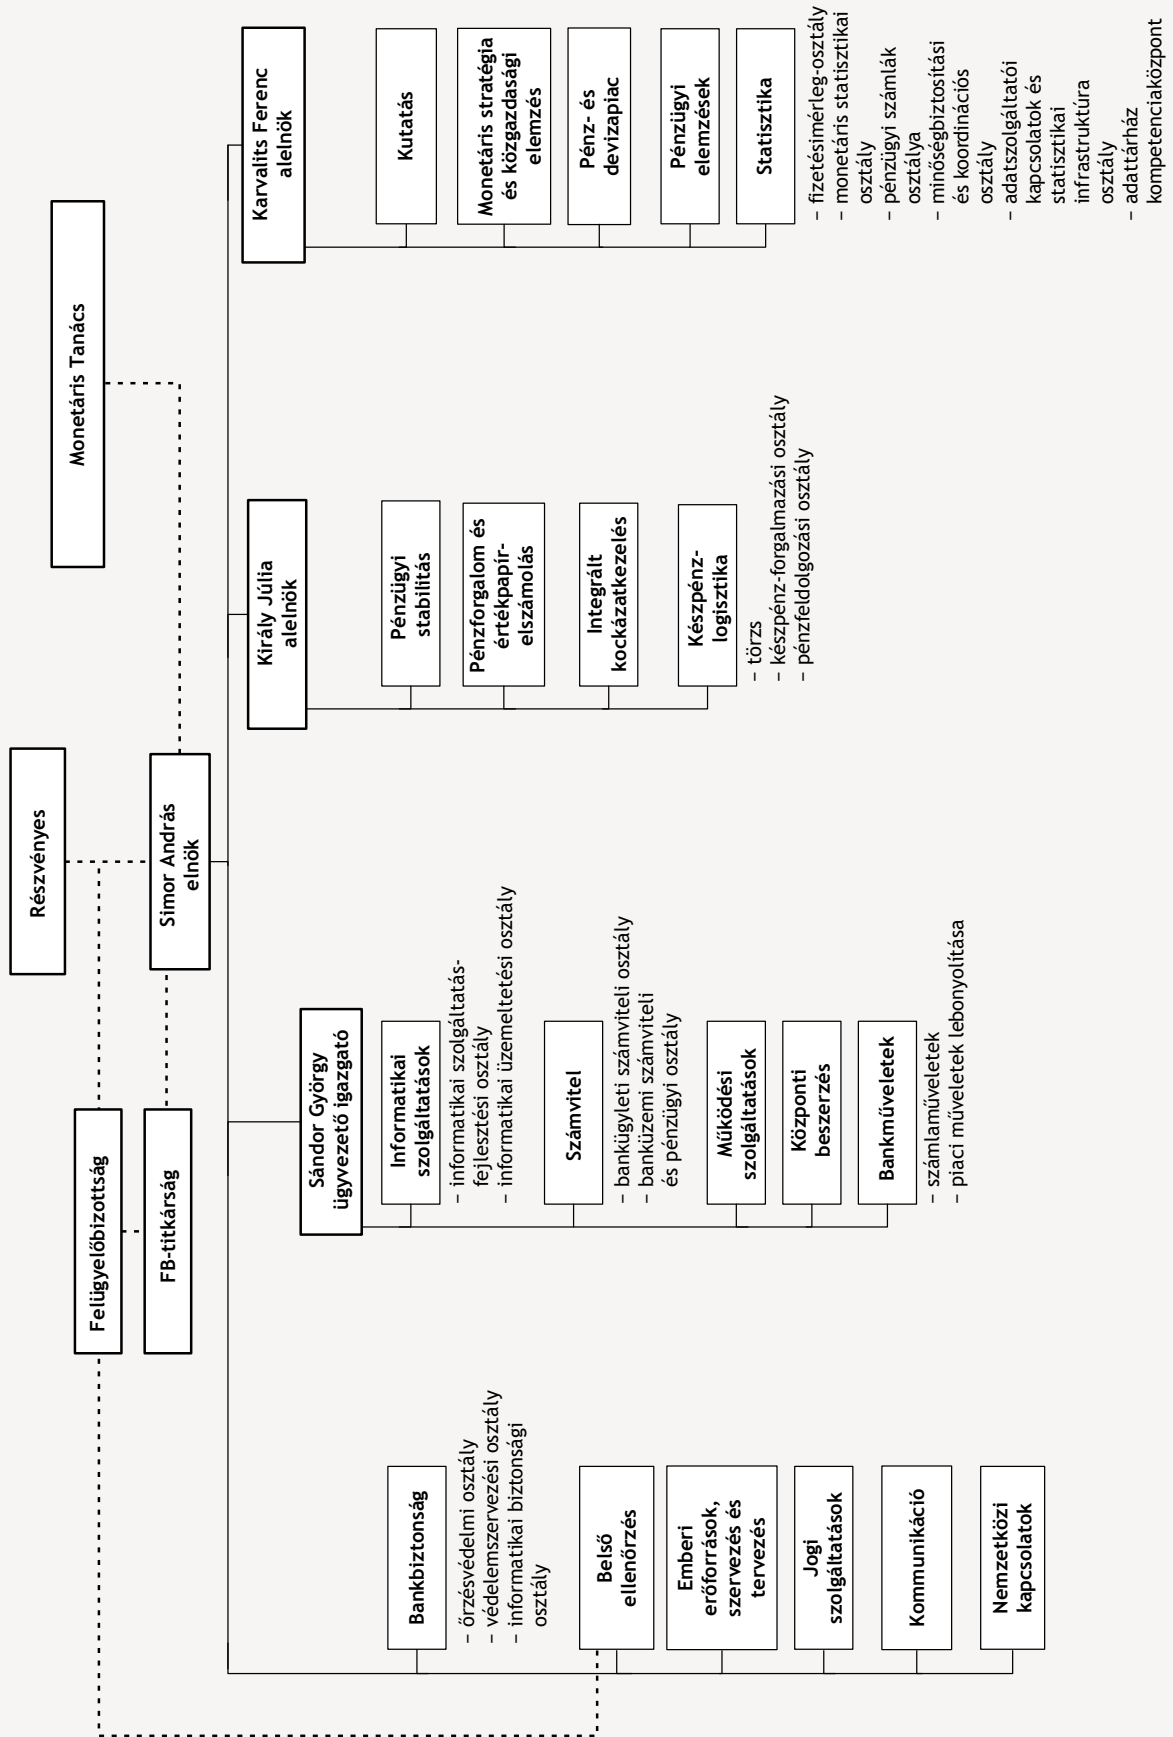 Részvényes
Monetáris Tanács
Felügyelőbizottság
FB-titkárság
Simor András
elnök
Bankbiztonság
– őrzésvédelmi osztály
– védelemszervezési osztály
– informatikai biztonsági
osztály
Belső
ellenőrzés
Emberi
erőforrások,
szervezés és
tervezés
Jogi
szolgáltatások
Kommunikáció
Nemzetközi
kapcsolatok
Sándor György
ügyvezető igazgató
Informatikai
szolgáltatások
– informatikai szolgáltatás-
fejlesztési osztály
– informatikai üzemeltetési osztály
Számvitel
– bankügyleti számviteli osztály
– banküzemi számviteli
és pénzügyi osztály
Működési
szolgáltatások
Központi
beszerzés
Bankműveletek
– számlaműveletek
– piaci műveletek lebonyolítása
Király Júlia
alelnök
Pénzügyi
stabilitás
Pénzforgalom és
értékpapír-
elszámolás
Integrált
kockázatkezelés
Készpénz-
logisztika
– törzs
– készpénz-forgalmazási osztály
– pénzfeldolgozási osztály
Karvalits Ferenc
alelnök
Kutatás
Monetáris stratégia
és közgazdasági
elemzés
Pénz- és
devizapiac
Pénzügyi
elemzések
Statisztika
– fizetésimérleg-osztály
– monetáris statisztikai
osztály
– pénzügyi számlák
osztálya
– minőségbiztosítási
és koordinációs
osztály
– adatszolgáltatói
kapcsolatok és
statisztikai
infrastruktúra
osztály
– adattárház
kompetenciaközpont